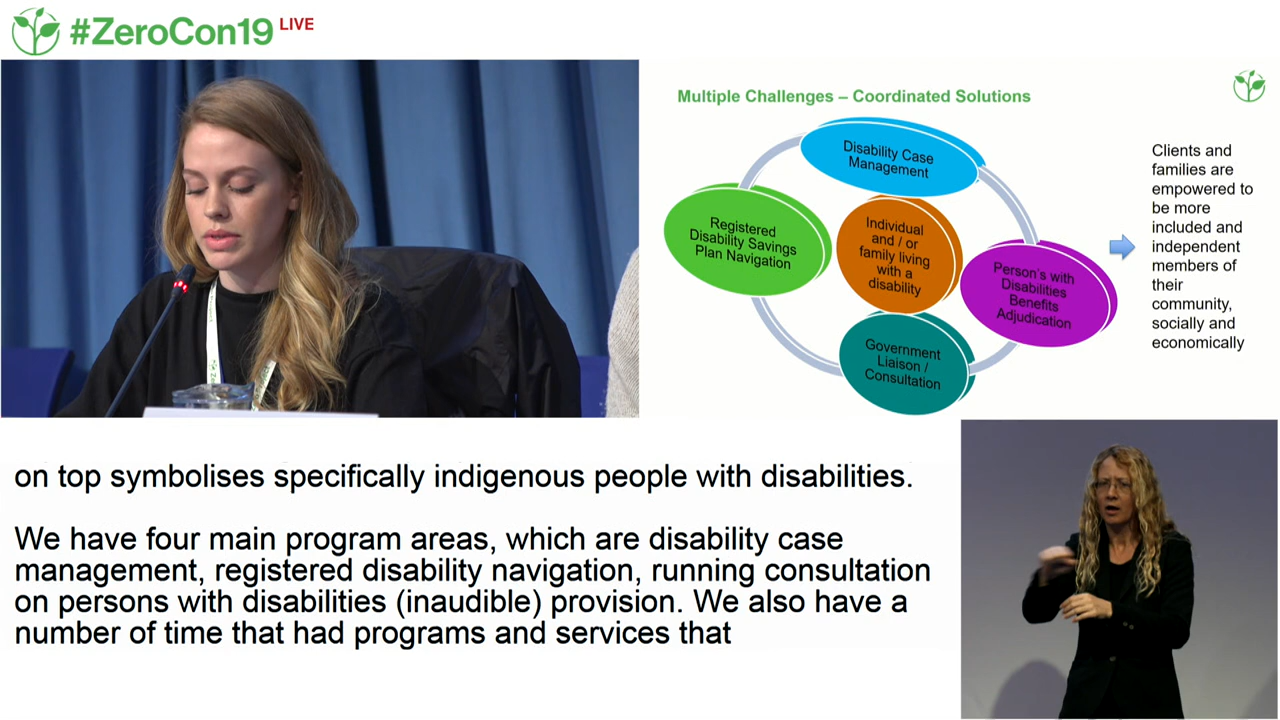 #ZeroCon19 LIVE
Multiple Challenges – Coordinated Solutions
Disability Case
Management
Registered
Disability Savings
Plan Navigation
Individual
and / or
family living
with a
disability
Person's with
Disabilities
Benefits
Adjudication
Government
Liaison /
Consultation
Clients and
families are
empowered to
be more
included and
independent
members of
their
community,
socially and
economically
on top symbolises specifically indigenous people with disabilities.
We have four main program areas, which are disability case
management, registered disability navigation, running consultation
on persons with disabilities (inaudible) provision. We also have a
number of time that had programs and services that